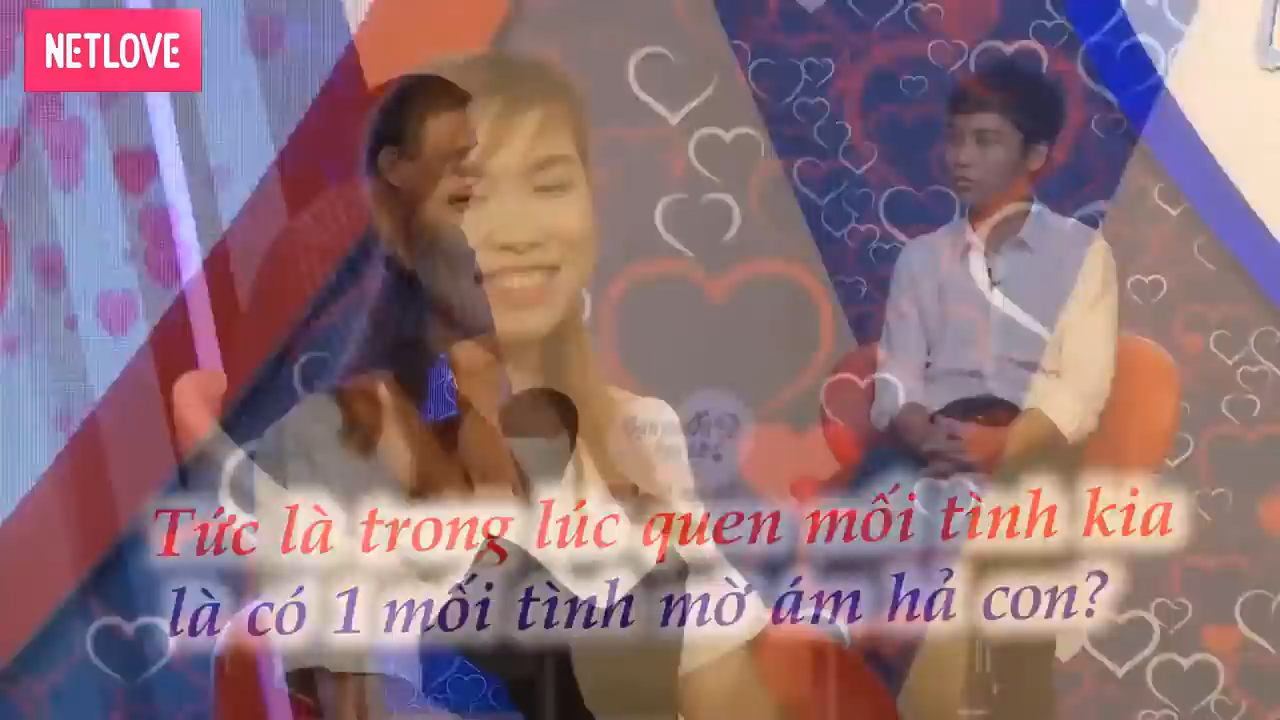 NETLOVE
Tức là trong lúc quen mối tình kia
là có 1 mối tình mờ ám hả con?